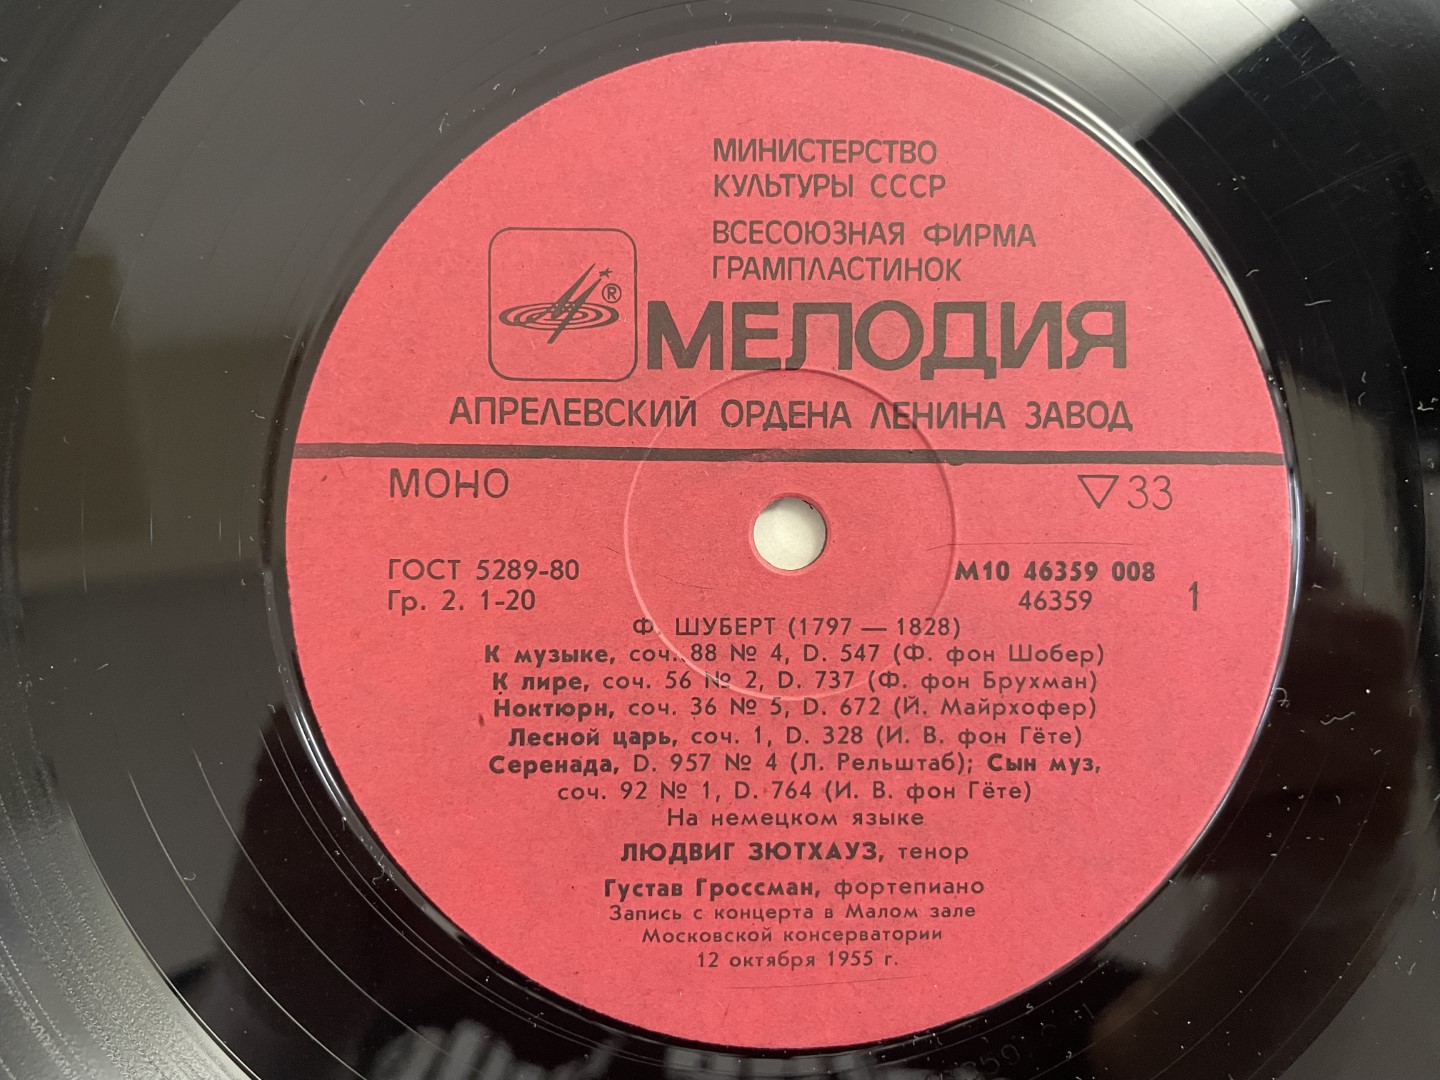 МИНИСТЕРСТВО
КУЛЬТУРЫ СССР
ВСЕСОЮЗНАЯ ФИРМА
ГРАМПЛАСТИНОК
®
МЕЛОДИЯ
АПРЕЛЕВСКИЙ ОРДЕНА ЛЕНИНА ЗАВОД
МОНО
▽33
ГОСТ 5289-80
Гр. 2. 1-20
М10 46359 008
46359
1
Ф. ШУБЕРТ (1797 — 1828)
К музыке, соч. 88 № 4, D. 547 (Ф. фон Шобер)
К лире, соч. 56 № 2, D. 737 (Ф. фон Брухман)
Ноктюрн, соч. 36 № 5, D. 672 (Й. Майрхофер)
Лесной царь, соч. 1, D. 328 (И. В. фон Гёте)
Серенада, D. 957 № 4 (Л. Рельштаб); Сын муз,
соч. 92 № 1, D. 764 (И. В. фон Гёте)
На немецком языке
ЛЮДВИГ ЗЮТХАУЗ, тенор
Густав Гроссман, фортепиано
Запись с концерта в Малом зале
Московской консерватории
12 октября 1955 г.